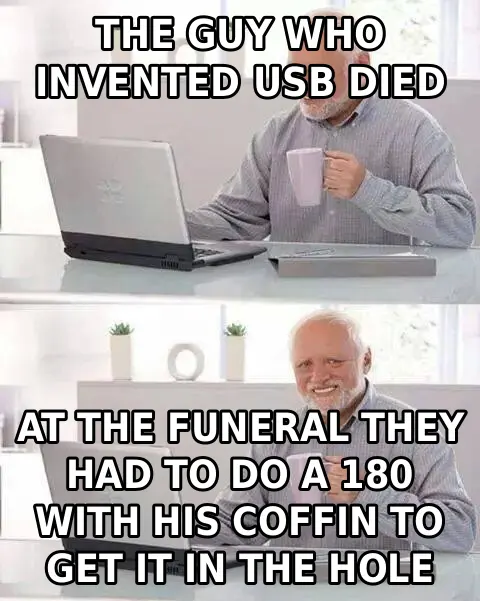 THE GUY WHO
INVENTED USB DIED
AT THE FUNERAL THEY
HAD TO DO A 180
WITH HIS COFFIN TO
GET IT IN THE HOLE